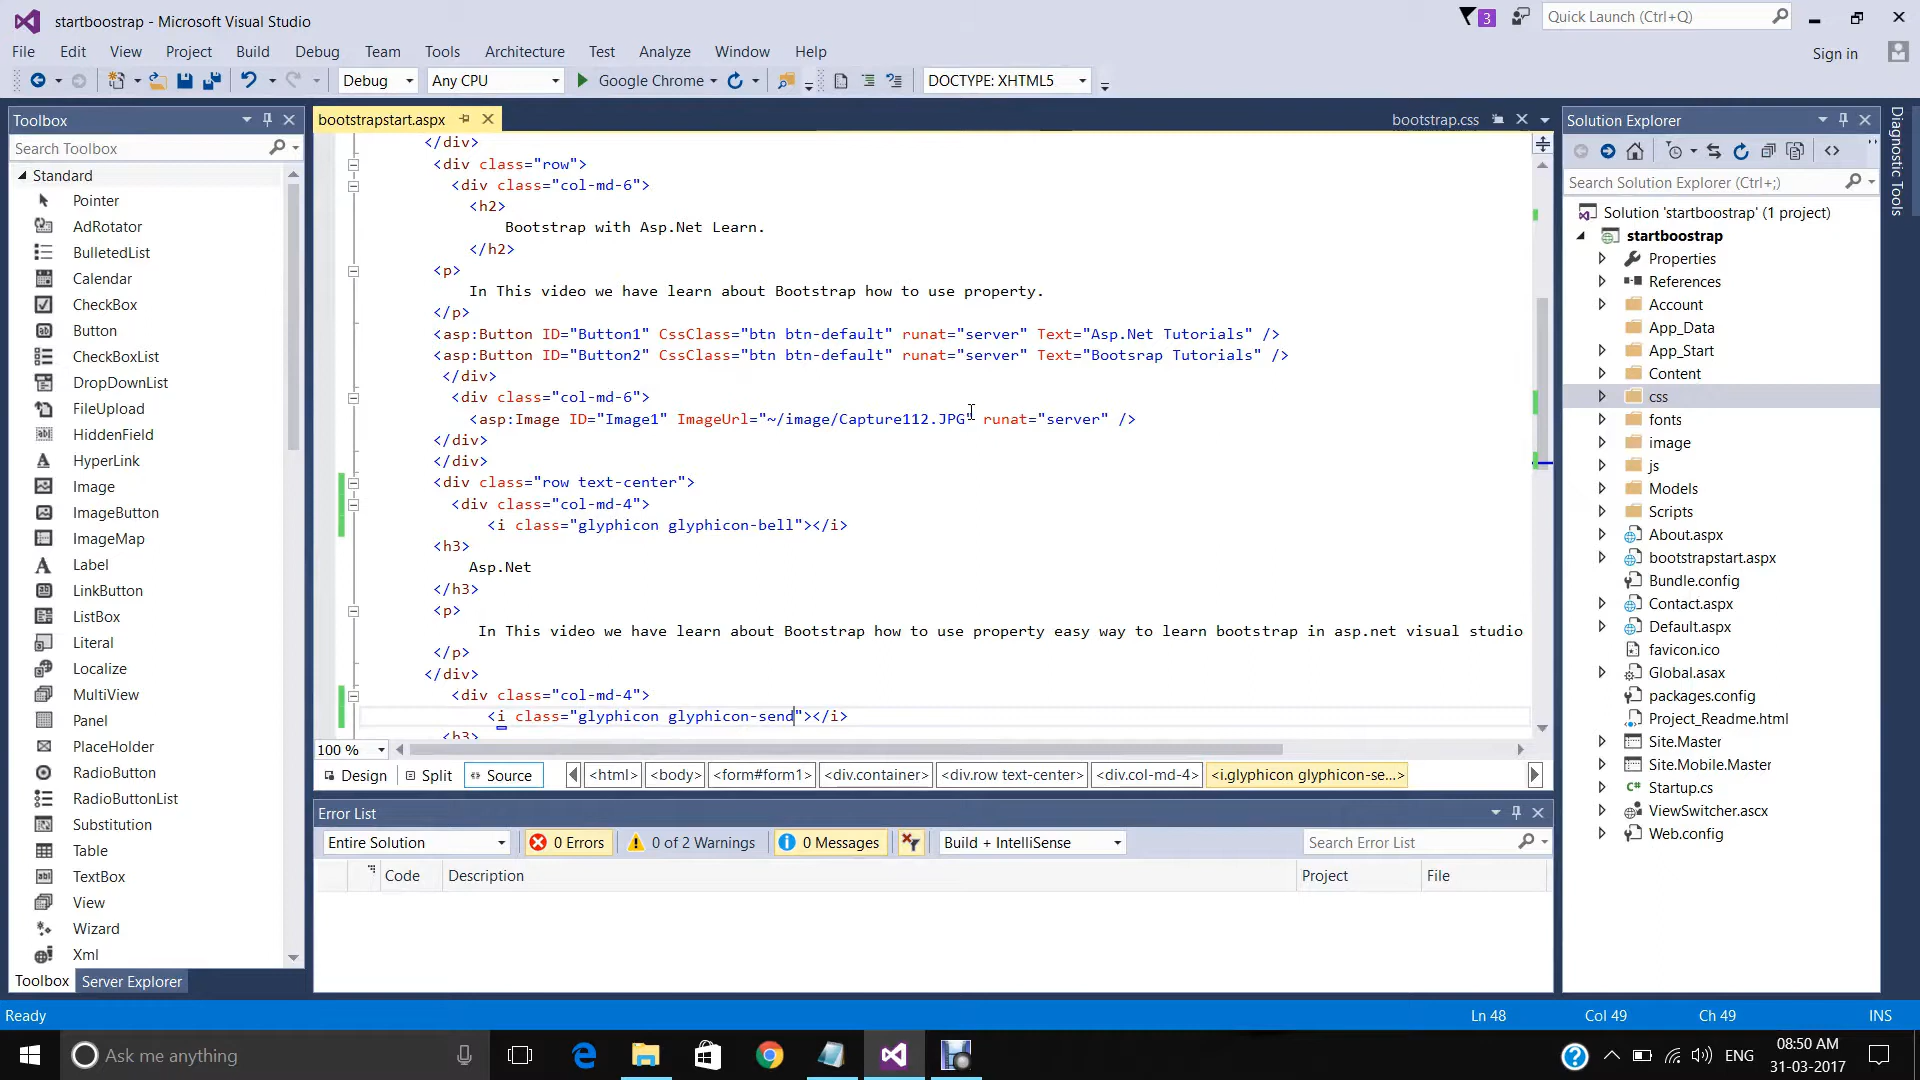 startboostrap - Microsoft Visual Studio
3
Quick Launch (Ctrl+Q)
File Edit View Project Build Debug Team Tools Architecture Test Analyze Window Help
Sign in
Debug Any CPU Google Chrome DOCTYPE: XHTML5
Toolbox
Search Toolbox
Standard
Pointer
AdRotator
BulletedList
Calendar
CheckBox
Button
CheckBoxList
DropDownList
FileUpload
HiddenField
HyperLink
Image
ImageButton
ImageMap
Label
LinkButton
ListBox
Literal
Localize
MultiView
Panel
PlaceHolder
RadioButton
RadioButtonList
Substitution
Table
TextBox
View
Wizard
Xml
Toolbox Server Explorer
bootstrapstart.aspx bootstrap.css
</div>
<div class="row">
<div class="col-md-6">
<h2>
Bootstrap with Asp.Net Learn.
</h2>
<p>
In This video we have learn about Bootstrap how to use property.
</p>
<asp:Button ID="Button1" CssClass="btn btn-default" runat="server" Text="Asp.Net Tutorials" />
<asp:Button ID="Button2" CssClass="btn btn-default" runat="server" Text="Bootsrap Tutorials" />
</div>
<div class="col-md-6">
<asp:Image ID="Image1" ImageUrl="~/image/Capture112.JPG" runat="server" />
</div>
</div>
<div class="row text-center">
<div class="col-md-4">
<i class="glyphicon glyphicon-bell"></i>
<h3>
Asp.Net
</h3>
<p>
In This video we have learn about Bootstrap how to use property easy way to learn bootstrap in asp.net visual studio
</p>
</div>
<div class="col-md-4">
<i class="glyphicon glyphicon-send"></i>
<h3>
100 %
Design Split Source <html> <body> <form#form1> <div.container> <div.row text-center> <div.col-md-4> <i.glyphicon glyphicon-se...>
Error List
Entire Solution 0 Errors 0 of 2 Warnings 0 Messages Build + IntelliSense Search Error List
Code Description Project File
Solution Explorer
Search Solution Explorer (Ctrl+;)
Solution 'startboostrap' (1 project)
startboostrap
Properties
References
Account
App_Data
App_Start
Content
css
fonts
image
js
Models
Scripts
About.aspx
bootstrapstart.aspx
Bundle.config
Contact.aspx
Default.aspx
favicon.ico
Global.asax
packages.config
Project_Readme.html
Site.Master
Site.Mobile.Master
Startup.cs
ViewSwitcher.ascx
Web.config
Diagnostic Tools
Ready Ln 48 Col 49 Ch 49 INS
Ask me anything
ENG
08:50 AM
31-03-2017